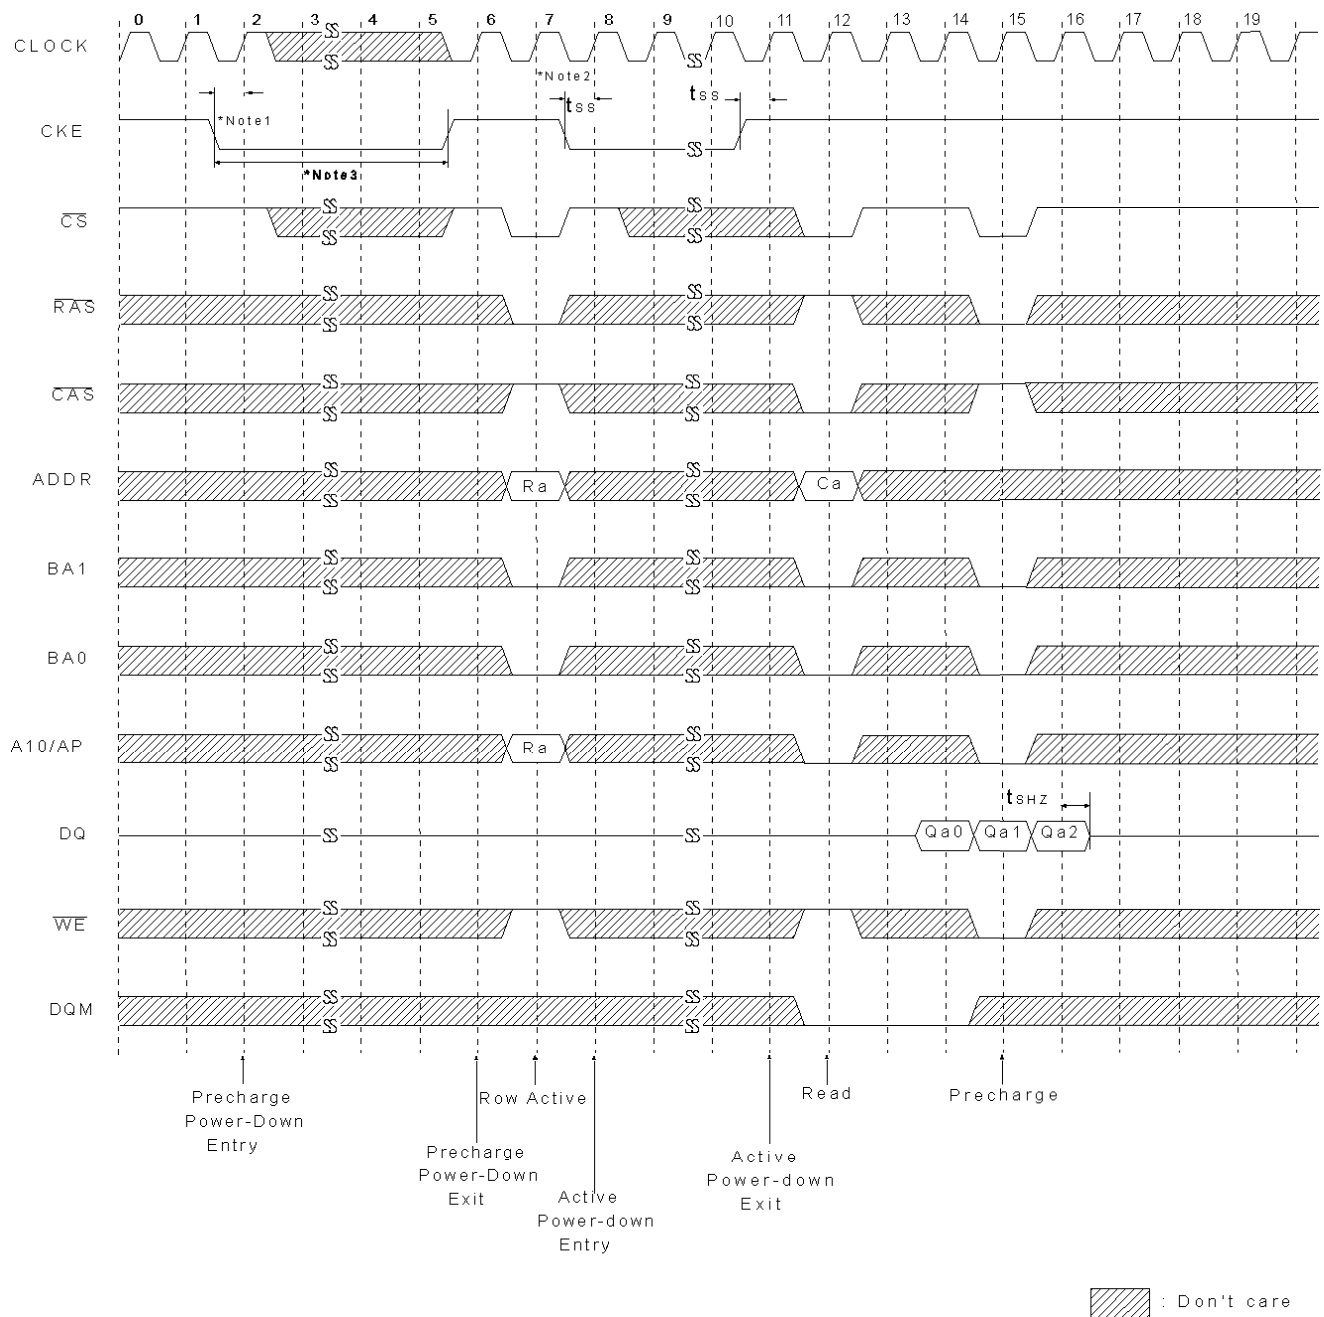 0 1 2 3 4 5 6 7 8 9 10 11 12 13 14 15 16 17 18 19
CLOCK
*Note2
tSS
tSS
*Note1
CKE
*Note3
CS
RAS
CAS
ADDR
Ra
Ca
BA1
BA0
A10/AP
Ra
tSHZ
DQ
Qa0 Qa1 Qa2
WE
DQM
Precharge
Power-Down
Entry
Row Active
Precharge
Power-Down
Exit
Active
Power-down
Entry
Active
Power-down
Exit
Read
Precharge
: Don't care